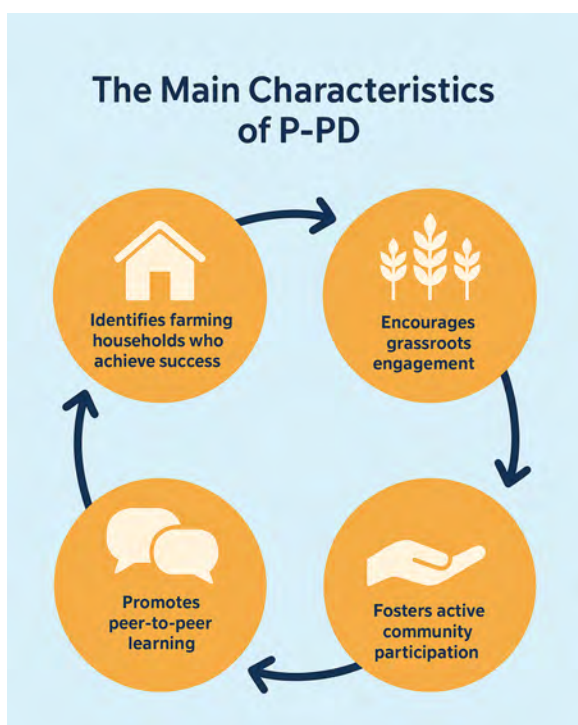 The Main Characteristics
of P-PD
Identifies farming
households who
achieve success
Encourages
grassroots
engagement
Fosters active
community
participation
Promotes
peer-to-peer
learning